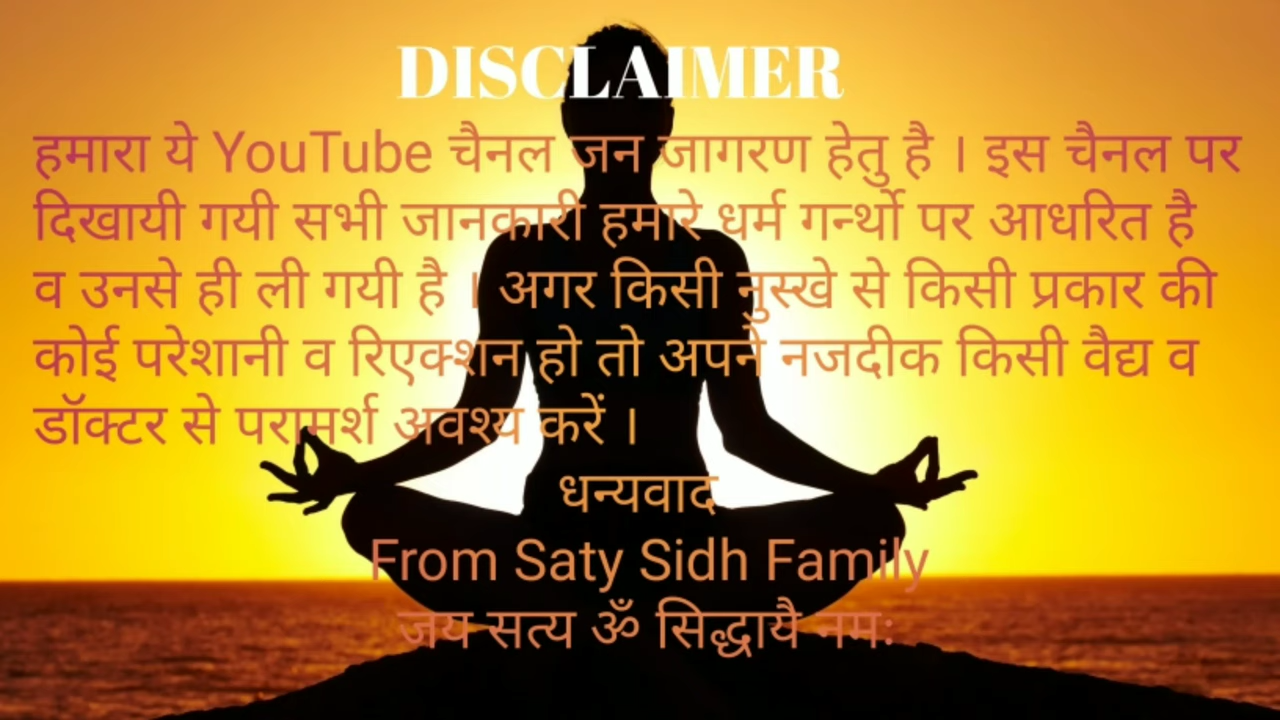 DISCLAIMER
हमारा ये YouTube चैनल जन जागरण हेतु है । इस चैनल पर
दिखायी गयी सभी जानकारी हमारे धर्म गन्थों पर आधरित है
व उनसे ही ली गयी है । अगर किसी नुस्खे से किसी प्रकार की
कोई परेशानी व रिएक्शन हो तो अपने नजदीक किसी वैद्य व
डॉक्टर से परामर्श अवश्य करें ।
धन्यवाद
From Saty Sidh Family
जय सत्य ॐ सिद्धायै नमः